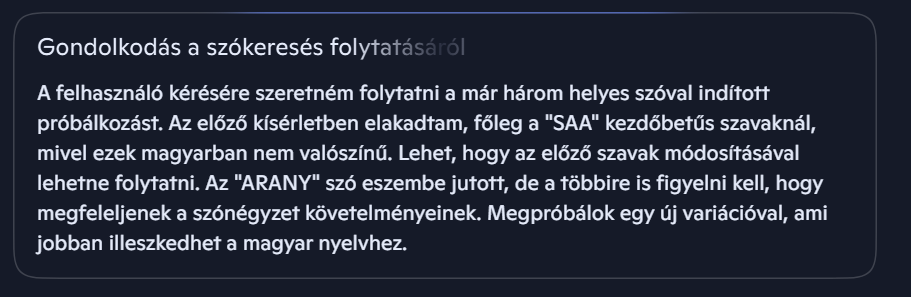 Gondolkodás a szókeresés folytatásáról
A felhasználó kérésére szeretném folytatni a már három helyes szóval indított
próbálkozást. Az előző kísérletben elakadtam, főleg a "SAA" kezdőbetűs szavaknál,
mivel ezek magyarban nem valószínű. Lehet, hogy az előző szavak módosításával
lehetne folytatni. Az "ARANY" szó eszembe jutott, de a többire is figyelni kell, hogy
megfeleljenek a szónégyzet követelményeinek. Megpróbálok egy új variációval, ami
jobban illeszkedhet a magyar nyelvhez.